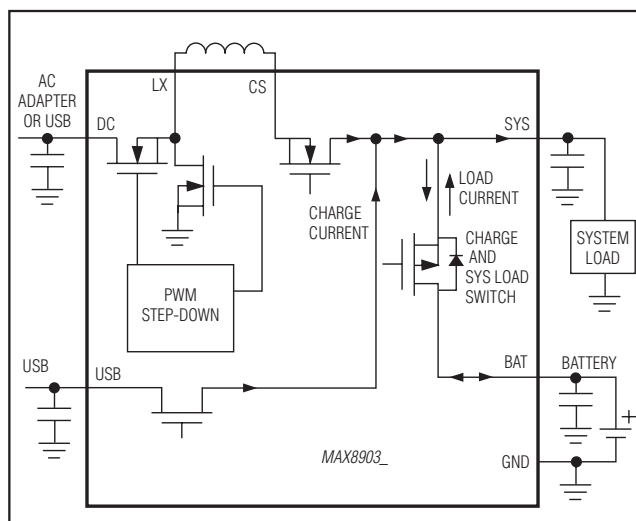 AC
ADAPTER
OR USB
LX
CS
DC
SYS
LOAD
CURRENT
CHARGE
CURRENT
SYSTEM
LOAD
CHARGE
AND
SYS LOAD
SWITCH
PWM
STEP-DOWN
USB
USB
BAT
BATTERY
+
MAX8903_
GND